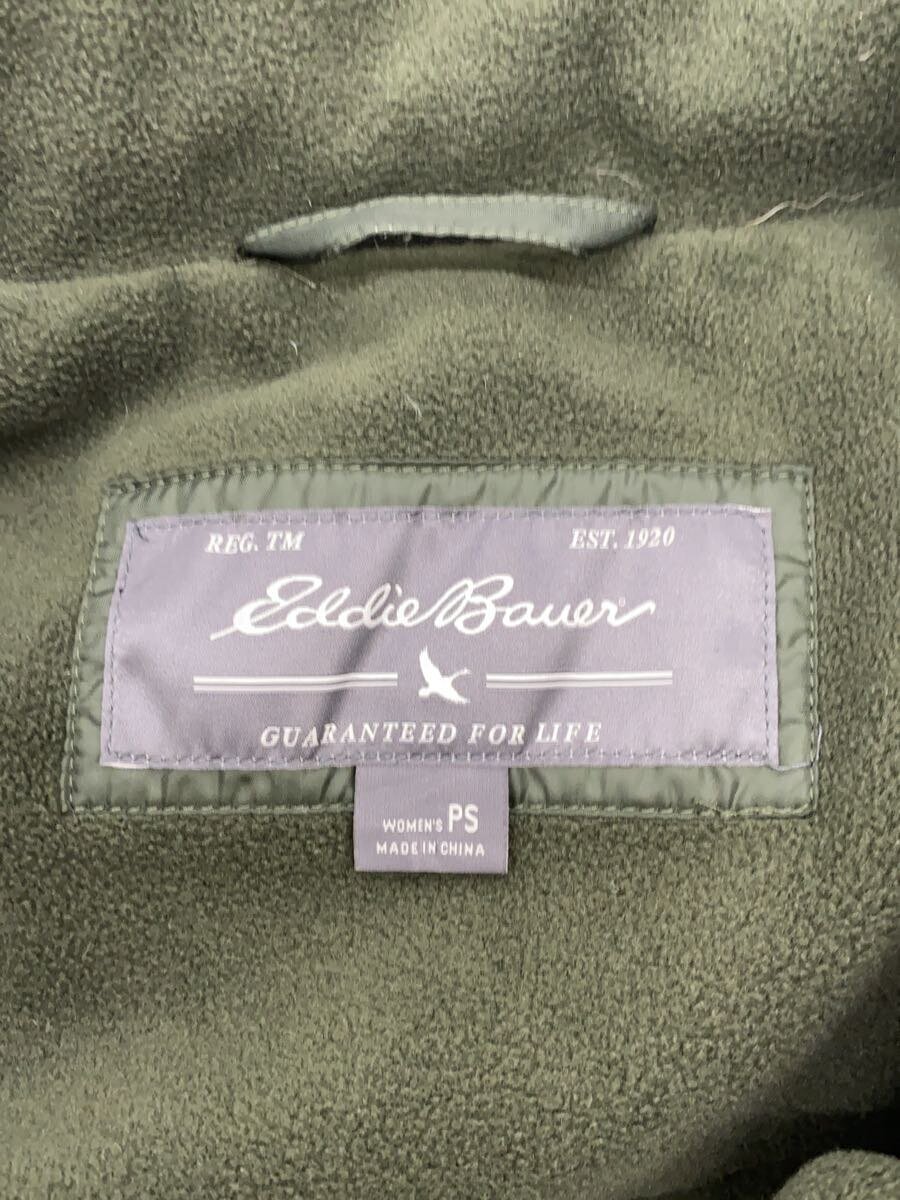 REG. TM EST. 1920
Eddie Bauer
GUARANTEED FOR LIFE
WOMEN'S PS
MADE IN CHINA